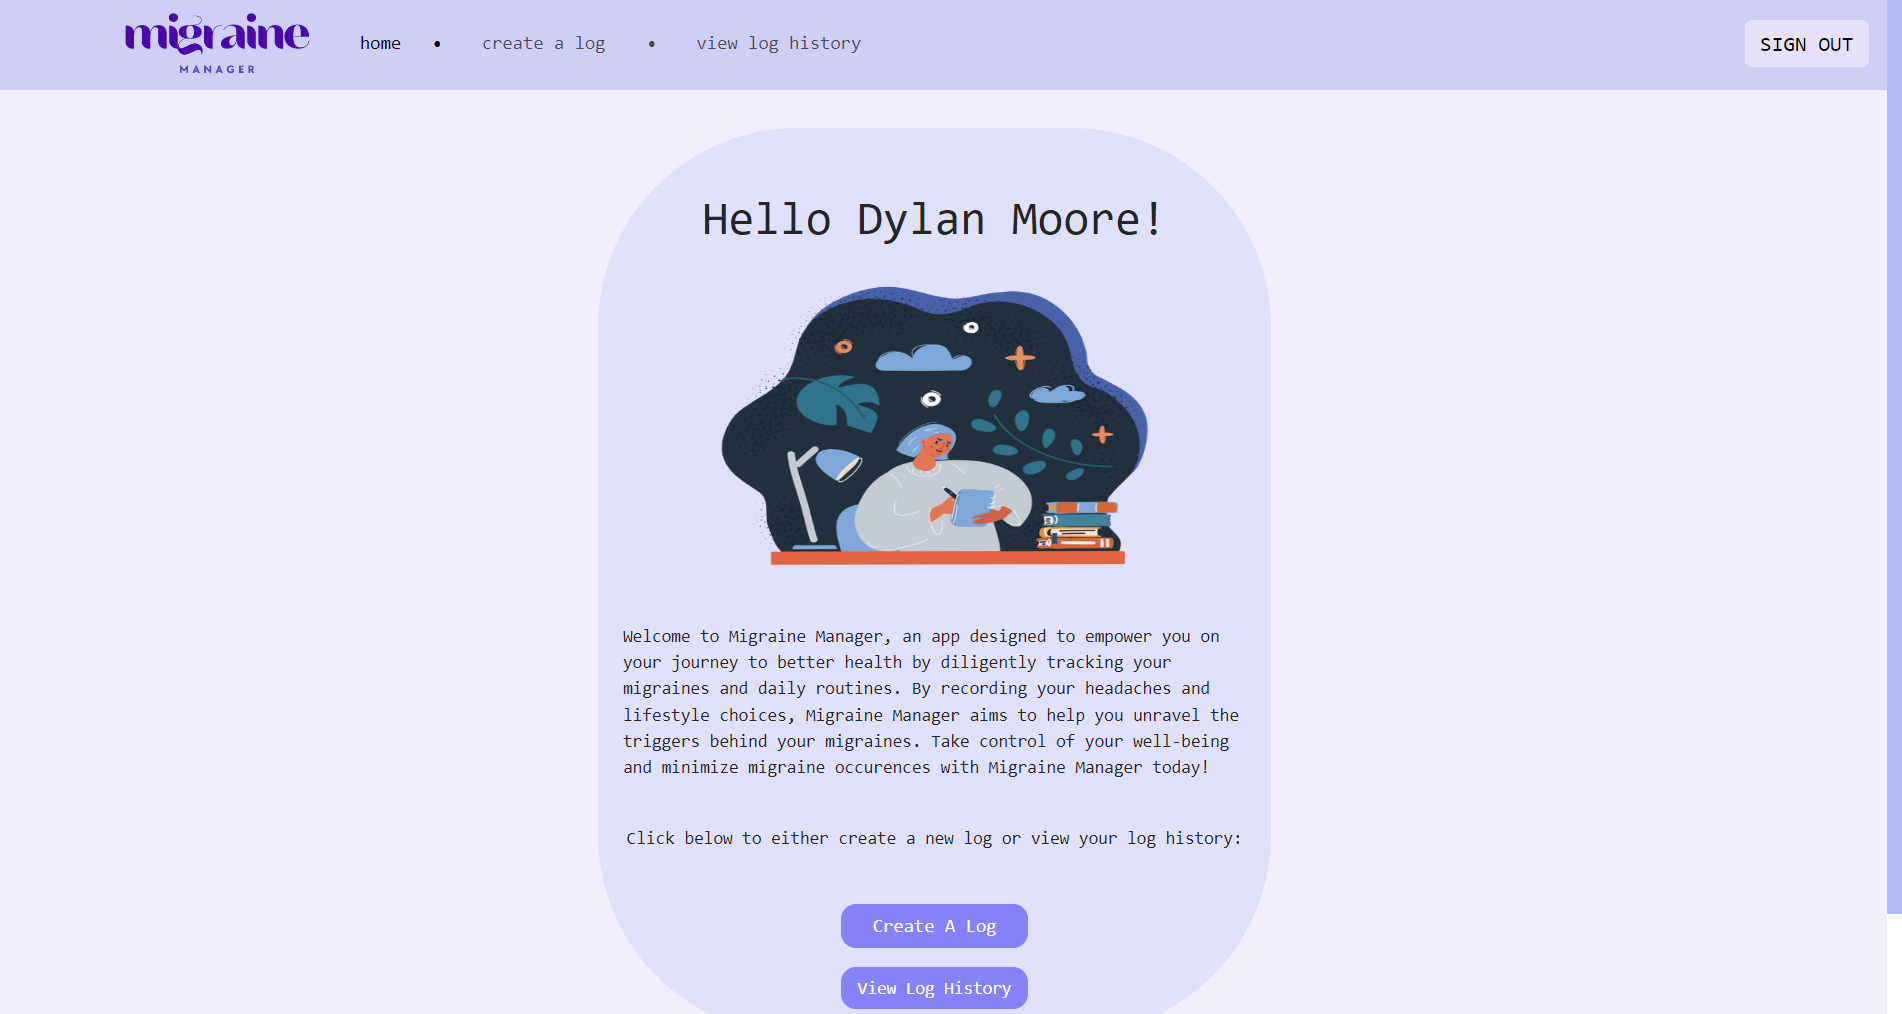 migraine
MANAGER
home • create a log • view log history
SIGN OUT
Hello Dylan Moore!
Welcome to Migraine Manager, an app designed to empower you on
your journey to better health by diligently tracking your
migraines and daily routines. By recording your headaches and
lifestyle choices, Migraine Manager aims to help you unravel the
triggers behind your migraines. Take control of your well-being
and minimize migraine occurences with Migraine Manager today!
Click below to either create a new log or view your log history:
Create A Log
View Log History